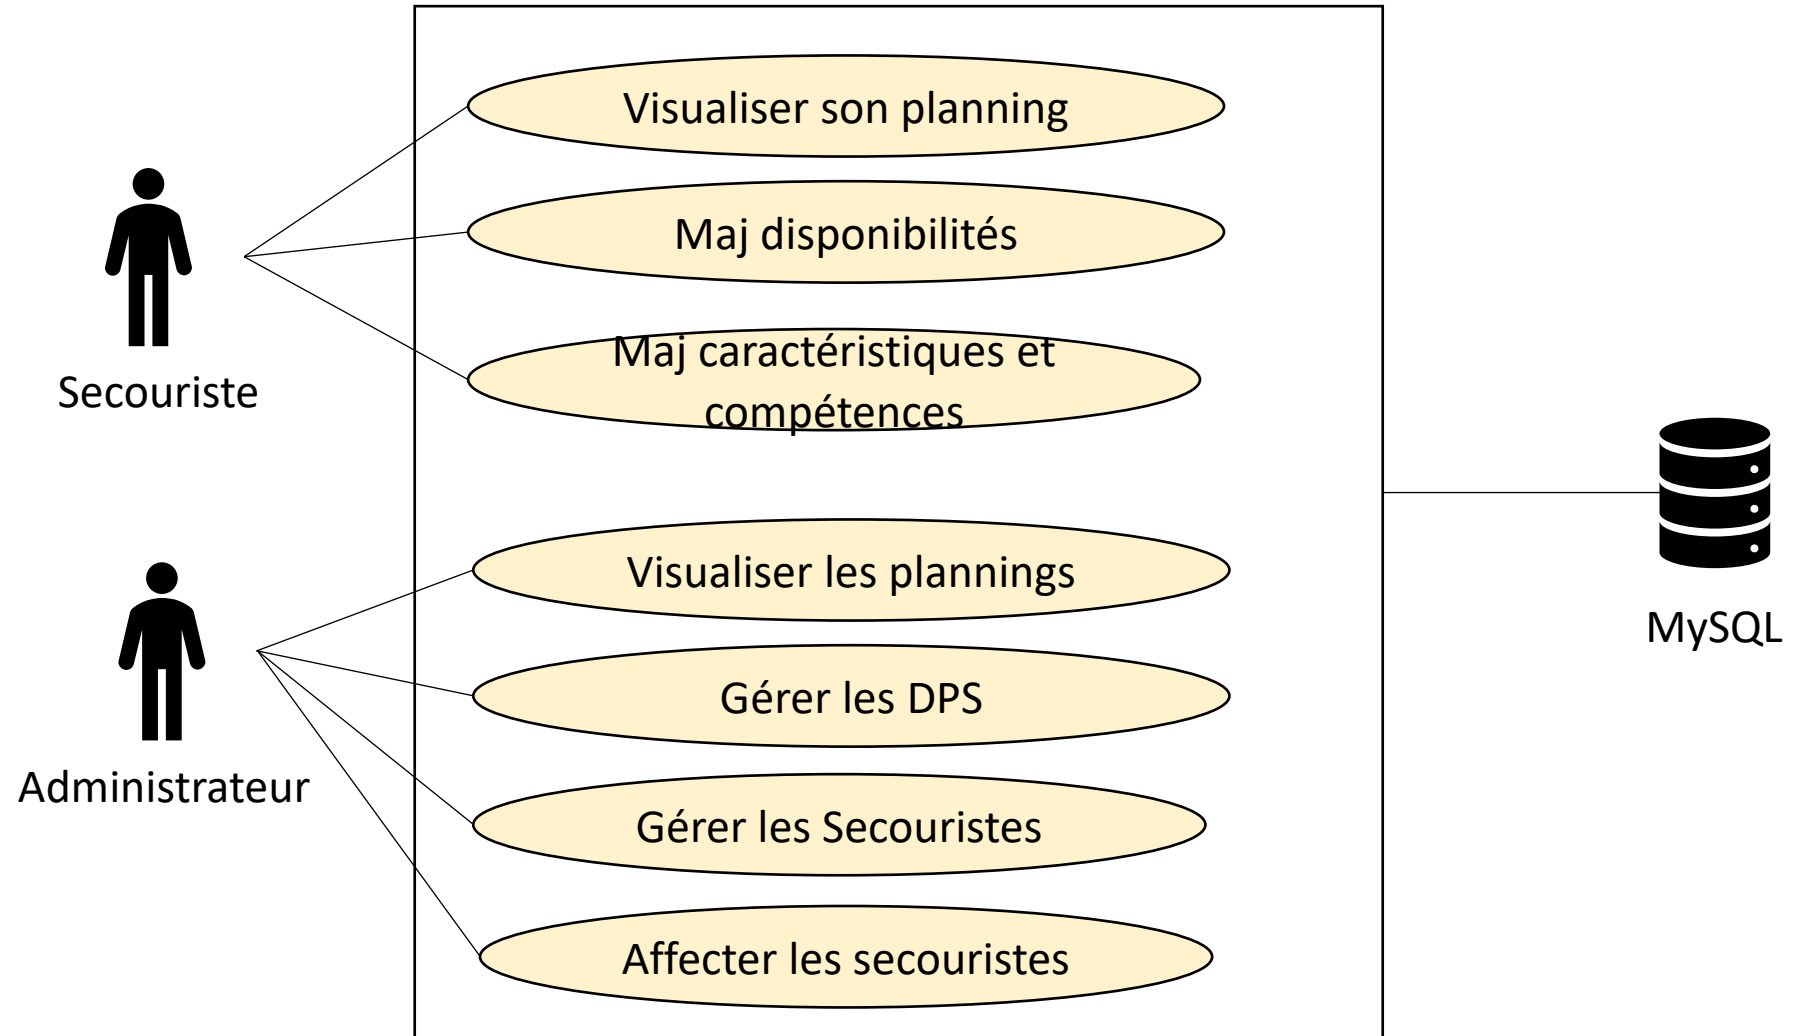 Visualiser son planning
Maj disponibilités
Maj caractéristiques et
compétences
Secouriste
Visualiser les plannings
Gérer les DPS
Gérer les Secouristes
Affecter les secouristes
Administrateur
MySQL